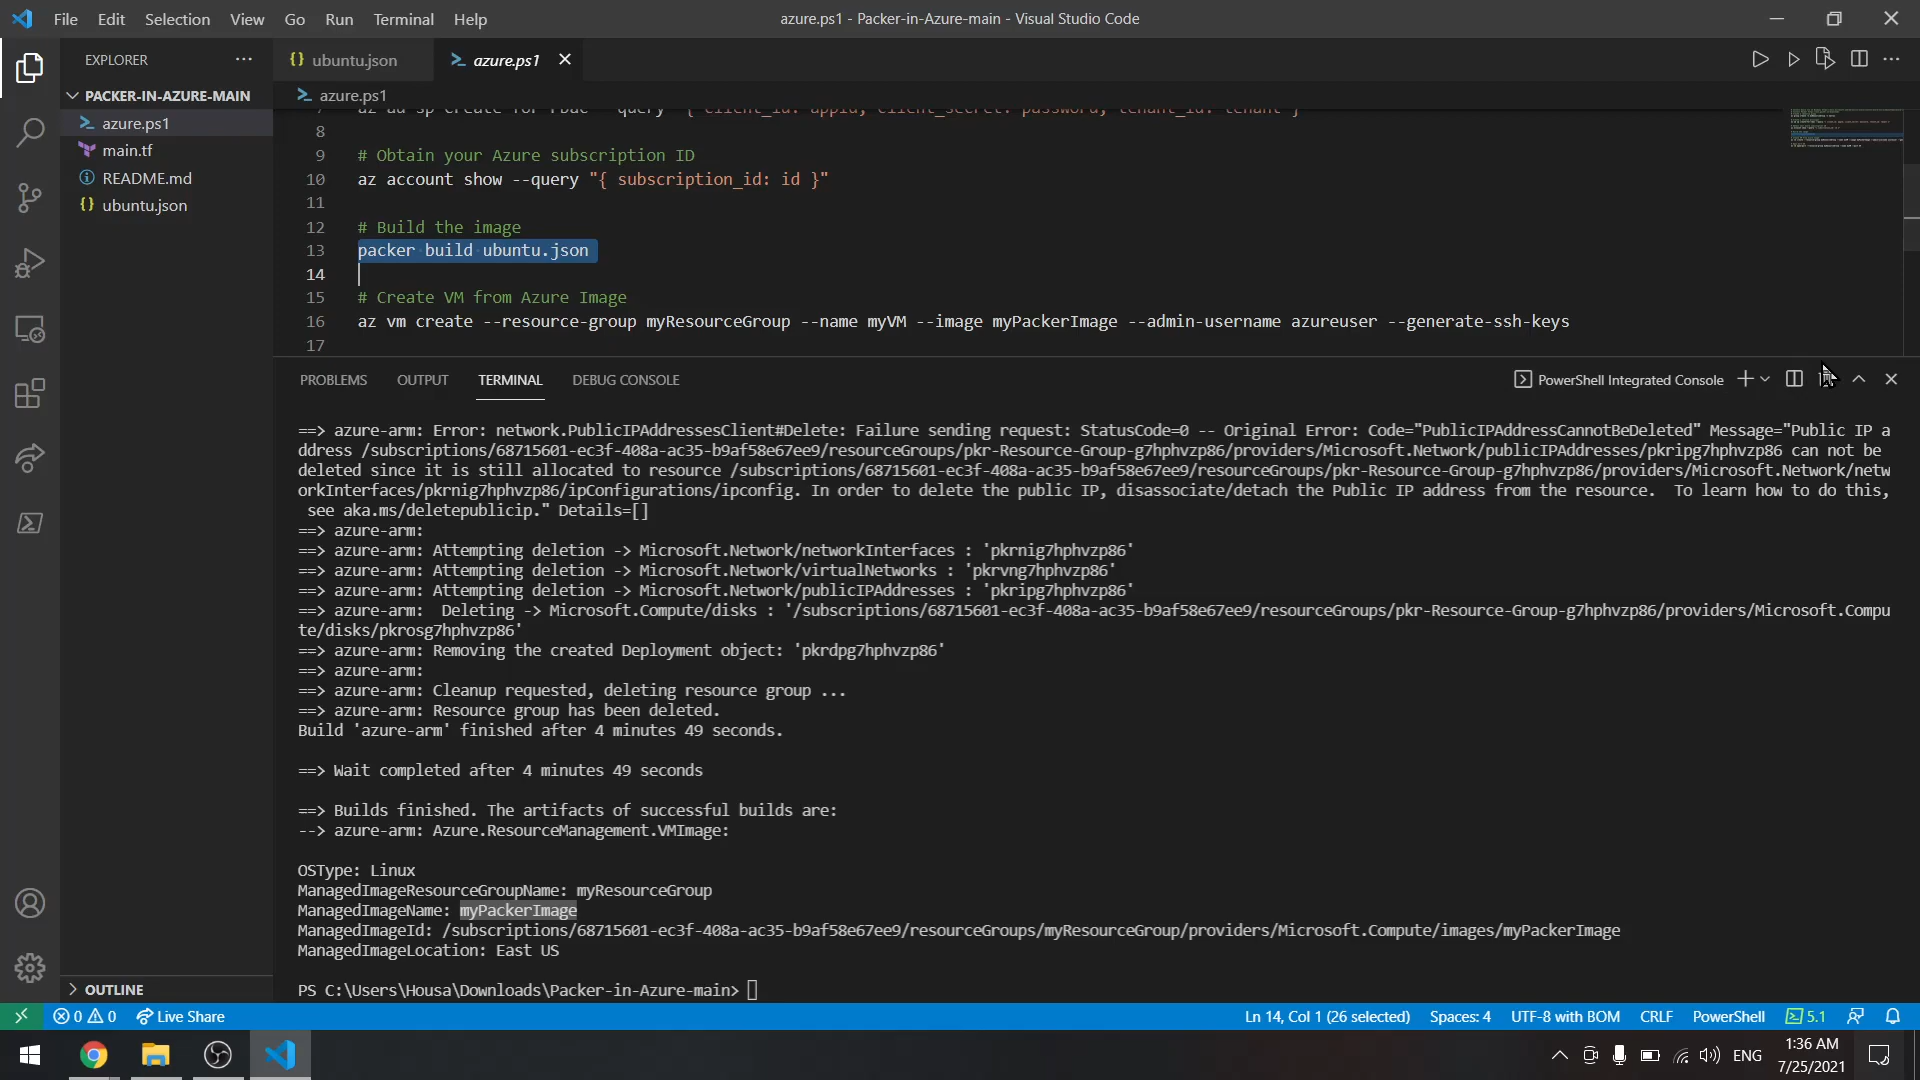 File Edit Selection View Go Run Terminal Help
azure.ps1 - Packer-in-Azure-main - Visual Studio Code
EXPLORER
PACKER-IN-AZURE-MAIN
azure.ps1
main.tf
README.md
ubuntu.json
OUTLINE
ubuntu.json
azure.ps1
azure.ps1
8
9 # Obtain your Azure subscription ID
10 az account show --query "{ subscription_id: id }"
11
12 # Build the image
13 packer build ubuntu.json
14
15 # Create VM from Azure Image
16 az vm create --resource-group myResourceGroup --name myVM --image myPackerImage --admin-username azureuser --generate-ssh-keys
17
PROBLEMS OUTPUT TERMINAL DEBUG CONSOLE
PowerShell Integrated Console
==> azure-arm: Error: network.PublicIPAddressesClient#Delete: Failure sending request: StatusCode=0 -- Original Error: Code="PublicIPAddressCannotBeDeleted" Message="Public IP a
ddress /subscriptions/68715601-ec3f-408a-ac35-b9af58e67ee9/resourceGroups/pkr-Resource-Group-g7hphvzp86/providers/Microsoft.Network/publicIPAddresses/pkripg7hphvzp86 can not be
deleted since it is still allocated to resource /subscriptions/68715601-ec3f-408a-ac35-b9af58e67ee9/resourceGroups/pkr-Resource-Group-g7hphvzp86/providers/Microsoft.Network/netw
orkInterfaces/pkrnig7hphvzp86/ipConfigurations/ipconfig. In order to delete the public IP, disassociate/detach the Public IP address from the resource.  To learn how to do this,
see aka.ms/deletepublicip." Details=[]
==> azure-arm:
==> azure-arm: Attempting deletion -> Microsoft.Network/networkInterfaces : 'pkrnig7hphvzp86'
==> azure-arm: Attempting deletion -> Microsoft.Network/virtualNetworks : 'pkrvng7hphvzp86'
==> azure-arm: Attempting deletion -> Microsoft.Network/publicIPAddresses : 'pkripg7hphvzp86'
==> azure-arm:  Deleting -> Microsoft.Compute/disks : '/subscriptions/68715601-ec3f-408a-ac35-b9af58e67ee9/resourceGroups/pkr-Resource-Group-g7hphvzp86/providers/Microsoft.Compu
te/disks/pkrosg7hphvzp86'
==> azure-arm: Removing the created Deployment object: 'pkrdpg7hphvzp86'
==> azure-arm:
==> azure-arm: Cleanup requested, deleting resource group ...
==> azure-arm: Resource group has been deleted.
Build 'azure-arm' finished after 4 minutes 49 seconds.
==> Wait completed after 4 minutes 49 seconds
==> Builds finished. The artifacts of successful builds are:
--> azure-arm: Azure.ResourceManagement.VMImage:
OSType: Linux
ManagedImageResourceGroupName: myResourceGroup
ManagedImageName: myPackerImage
ManagedImageId: /subscriptions/68715601-ec3f-408a-ac35-b9af58e67ee9/resourceGroups/myResourceGroup/providers/Microsoft.Compute/images/myPackerImage
ManagedImageLocation: East US
PS C:\Users\Housa\Downloads\Packer-in-Azure-main>
0 0 Live Share Ln 14, Col 1 (26 selected) Spaces: 4 UTF-8 with BOM CRLF PowerShell 5.1
ENG 1:36 AM
7/25/2021